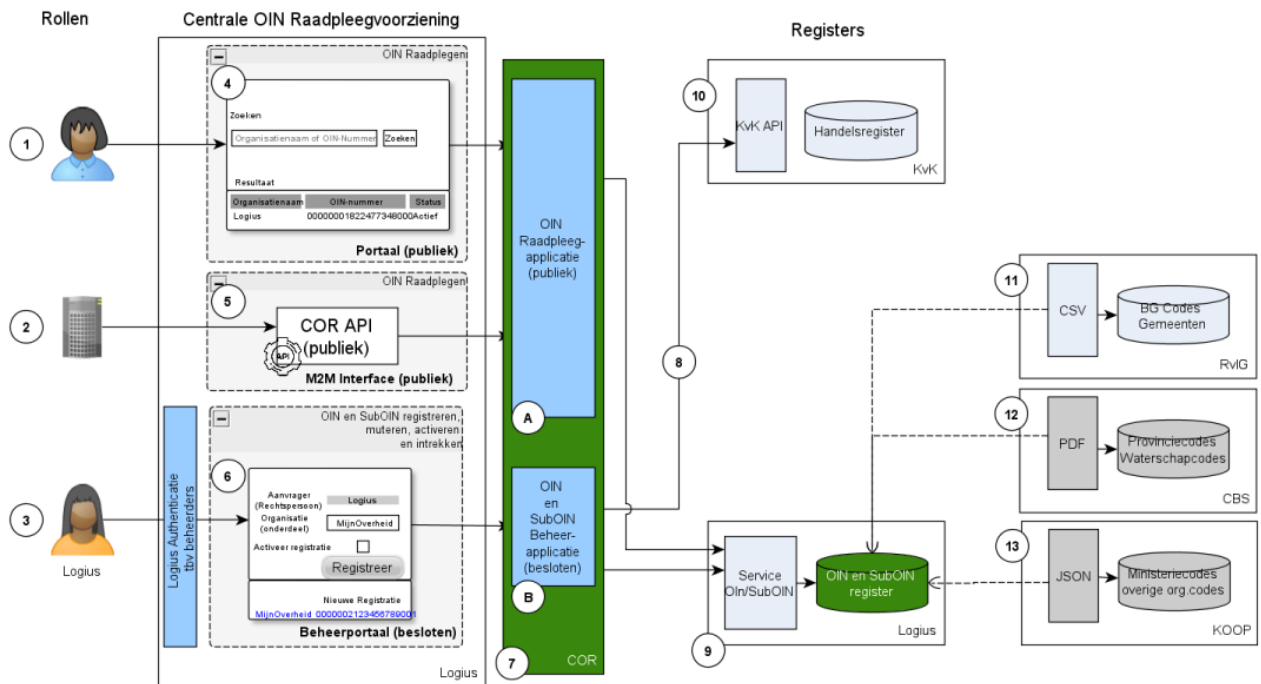 Rollen
Centrale OIN Raadpleegvoorziening
Registers
1
2
3
Logius
OIN Raadplegen
4
Zoeken
Organisatienaam of OIN-Nummer
Zoeken
Resultaat
Organisatienaam OIN-nummer Status
Logius 00000001822477348000Actief
Portaal (publiek)
OIN Raadplegen
5
COR API
(publiek)
API
M2M Interface (publiek)
Logius Authenticatie
tbv beheerders
OIN en SubOIN registreren,
muteren, activeren
en intrekken
6
Aanvrager
(Rechtspersoon)
Logius
Organisatie
(onderdeel)
MijnOverheid
Activeer registratie
Registreer
Nieuwe Registratie
MijnOverheid 0000002123466789001
Beheerportaal (besloten)
Logius
OIN
Raadpleeg-
applicatie
(publiek)
A
OIN
en
SubOIN
Beheer-
applicatie
(besloten)
B
7
COR
8
10
KvK API
Handelsregister
KvK
Service
OIn/SubOIN
OIN en SubOIN
register
Logius
9
11
CSV
BG Codes
Gemeenten
RvIG
12
PDF
Provinciecodes
Waterschapcodes
CBS
13
JSON
Ministeriecodes
overige org.codes
KOOP